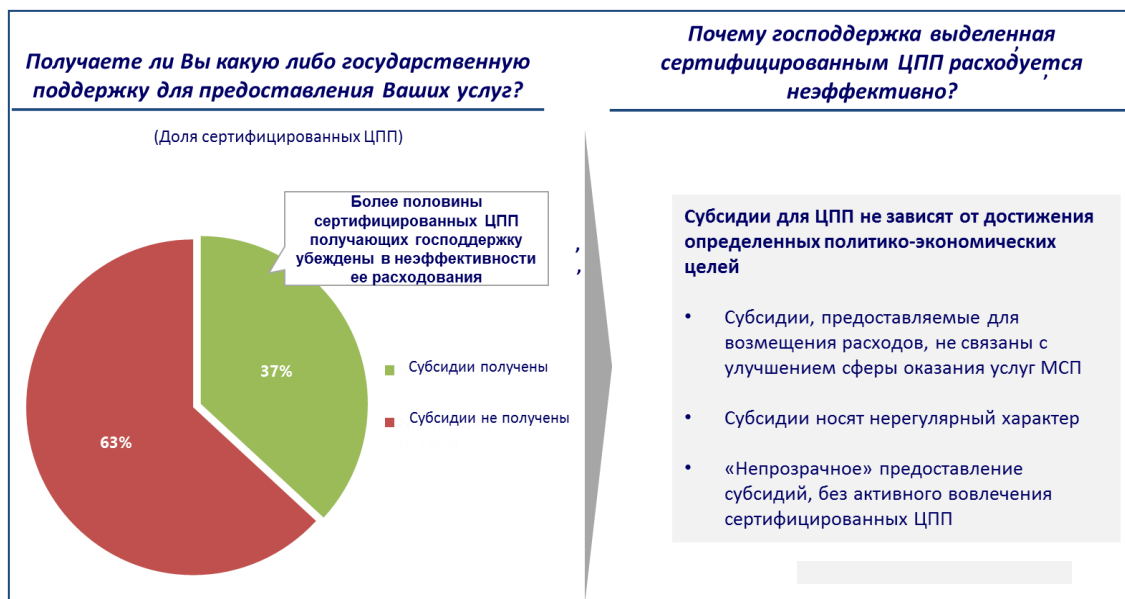 Получаете ли Вы какую либо государственную
поддержку для предоставления Ваших услуг?
(Доля сертифицированных ЦПП)
Более половины
сертифицированных ЦПП
получающих господдержку
убеждены в неэффективности
ее расходования
37%
63%
Субсидии получены
Субсидии не получены
,
,
Почему господдержка выделенная
,
сертифицированным ЦПП расходуется
,
неэффективно?
Субсидии для ЦПП не зависят от достижения
определенных политико-экономических
целей
• Субсидии, предоставляемые для
возмещения расходов, не связаны с
улучшением сферы оказания услуг МСП
• Субсидии носят нерегулярный характер
• «Непрозрачное» предоставление
субсидий, без активного вовлечения
сертифицированных ЦПП